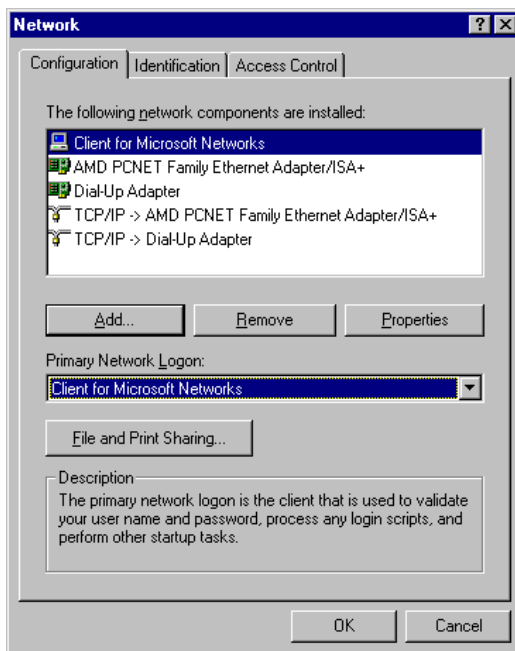 Network
Configuration
Identification
Access Control
The following network components are installed:
Client for Microsoft Networks
AMD PCNET Family Ethernet Adapter/ISA+
Dial-Up Adapter
TCP/IP -> AMD PCNET Family Ethernet Adapter/ISA+
TCP/IP -> Dial-Up Adapter
Add...
Remove
Properties
Primary Network Logon:
Client for Microsoft Networks
File and Print Sharing...
Description
The primary network logon is the client that is used to validate
your user name and password, process any login scripts, and
perform other startup tasks.
OK
Cancel